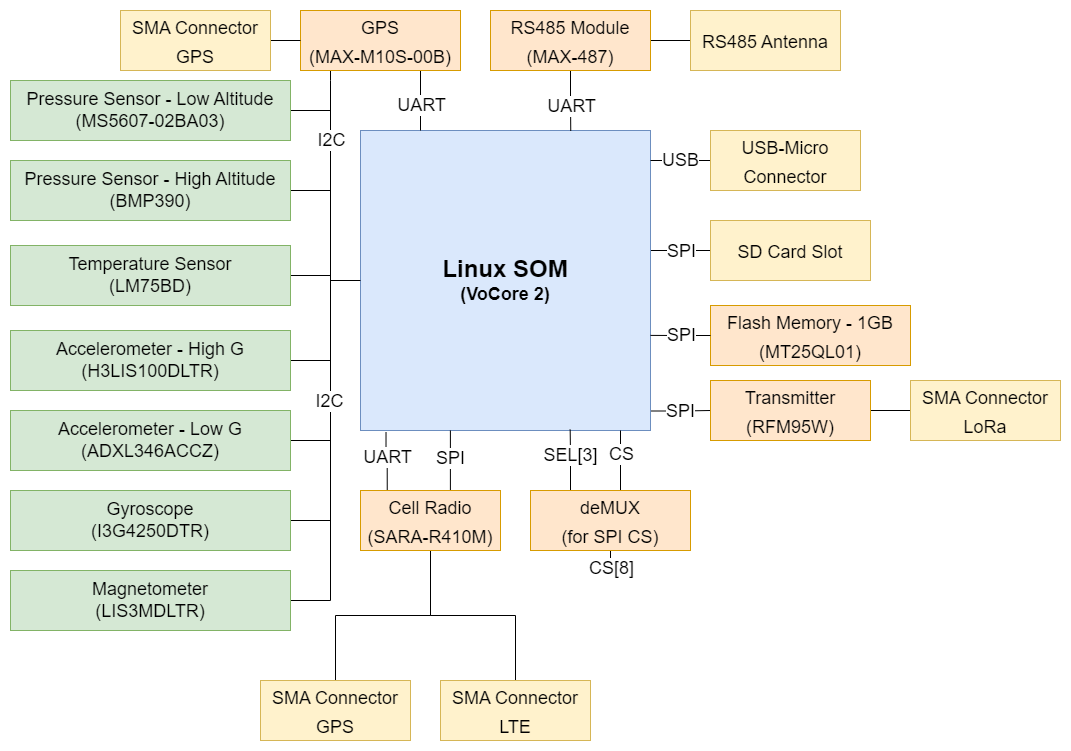 SMA Connector
GPS
GPS
(MAX-M10S-00B)
RS485 Module
(MAX-487)
RS485 Antenna
UART
UART
Pressure Sensor - Low Altitude
(MS5607-02BA03)
I2C
Pressure Sensor - High Altitude
(BMP390)
Temperature Sensor
(LM75BD)
Accelerometer - High G
(H3LIS100DLTR)
I2C
Accelerometer - Low G
(ADXL346ACCZ)
Gyroscope
(I3G4250DTR)
Magnetometer
(LIS3MDLTR)
Linux SOM
(VoCore 2)
USB
USB-Micro
Connector
SPI
SD Card Slot
SPI
Flash Memory - 1GB
(MT25QL01)
SPI
Transmitter
(RFM95W)
SMA Connector
LoRa
UART
SPI
SEL[3]
CS
Cell Radio
(SARA-R410M)
deMUX
(for SPI CS)
CS[8]
SMA Connector
GPS
SMA Connector
LTE